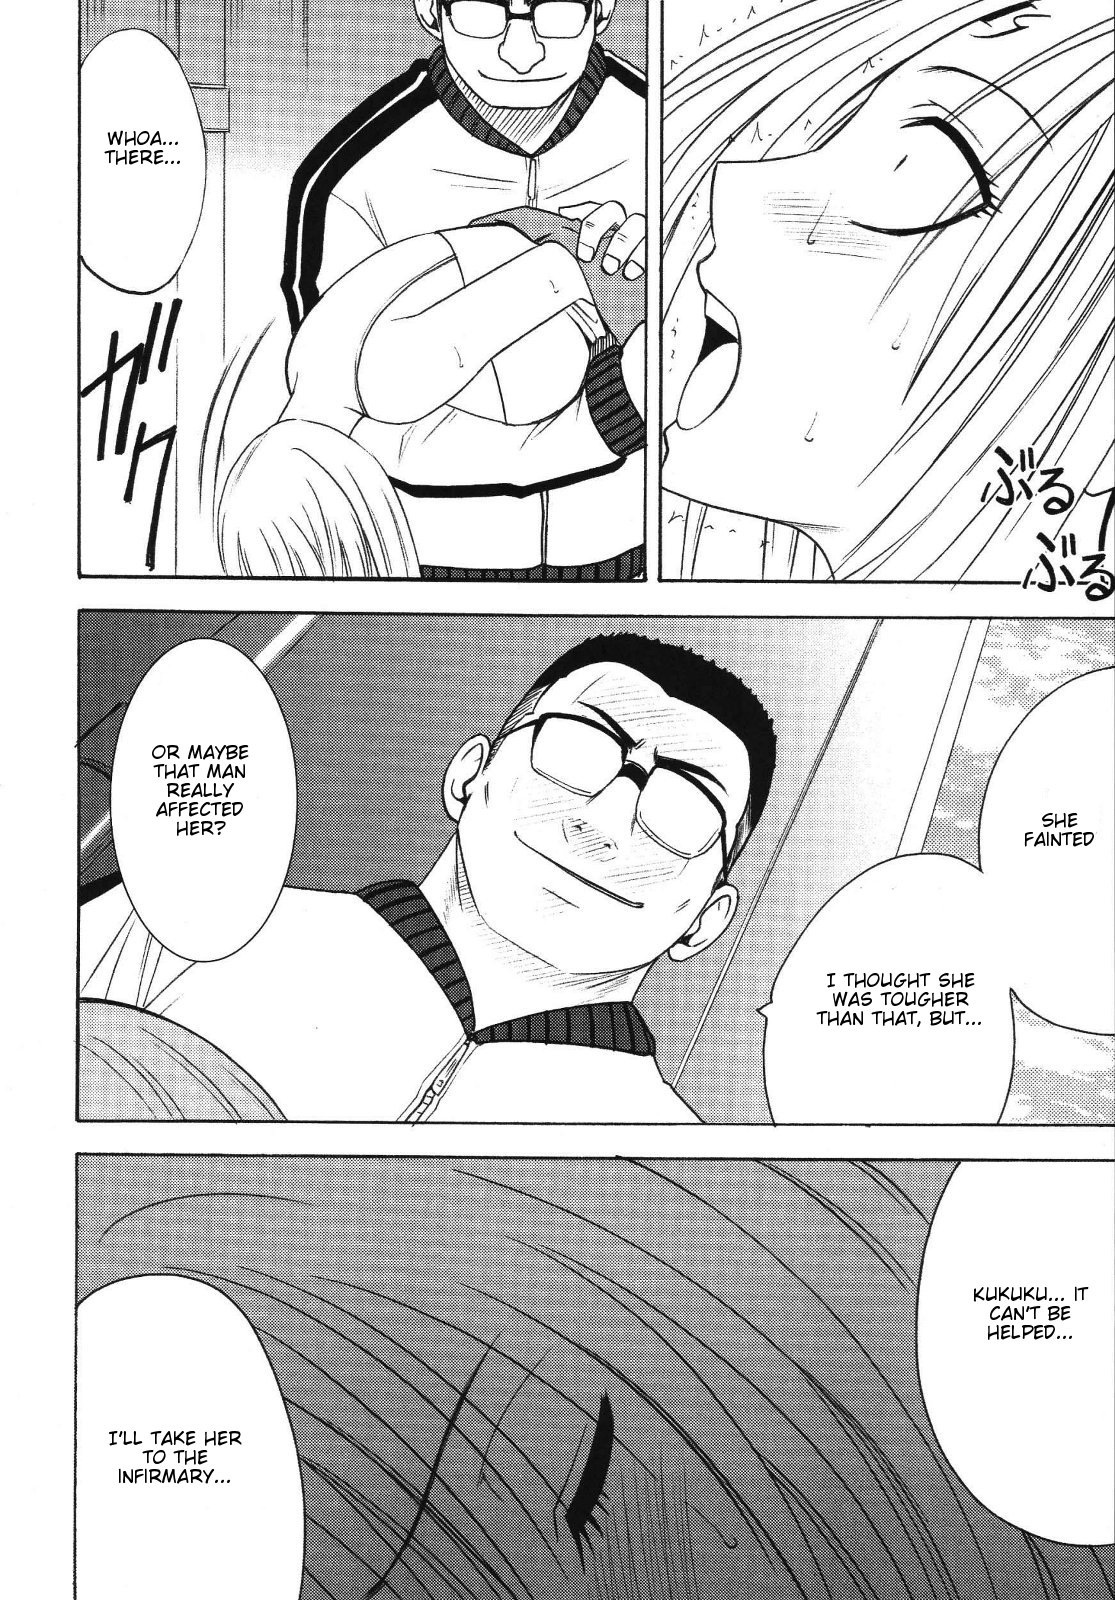 ぶる
ぶる
WHOA...
THERE...
ガクッ
SHE
FAINTED
I THOUGHT SHE
WAS TOUGHER
THAN THAT, BUT...
OR MAYBE
THAT MAN
REALLY
AFFECTED
HER?
KUKUKU... IT
CAN'T BE
HELPED...
I'LL TAKE HER
TO THE
INFIRMARY...